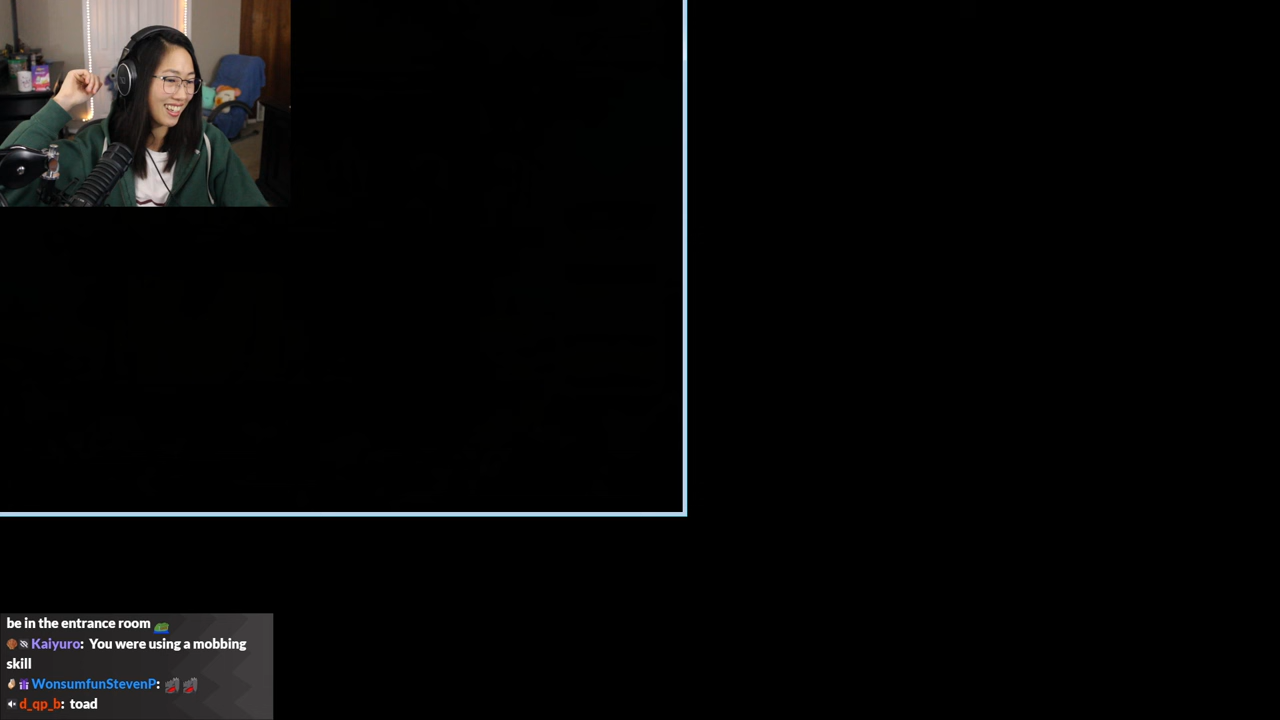 be in the entrance room
Kaiyuro: You were using a mobbing
skill
WonsumfunStevenP:
d_qp_b: toad